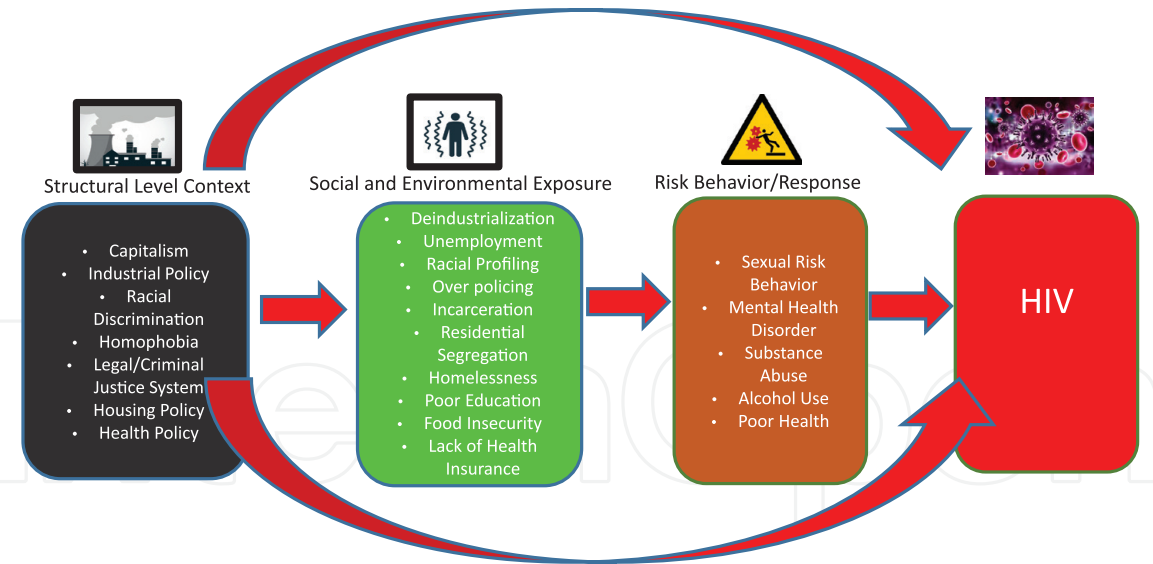 Structural Level Context
• Capitalism
• Industrial Policy
• Racial
Discrimination
• Homophobia
• Legal/Criminal
Justice System
• Housing Policy
• Health Policy
Social and Environmental Exposure
• Deindustrialization
• Unemployment
• Racial Profiling
• Over policing
• Incarceration
• Residential
Segregation
• Homelessness
• Poor Education
• Food Insecurity
• Lack of Health
Insurance
Risk Behavior/Response
• Sexual Risk
Behavior
• Mental Health
Disorder
• Substance
Abuse
• Alcohol Use
• Poor Health
HIV